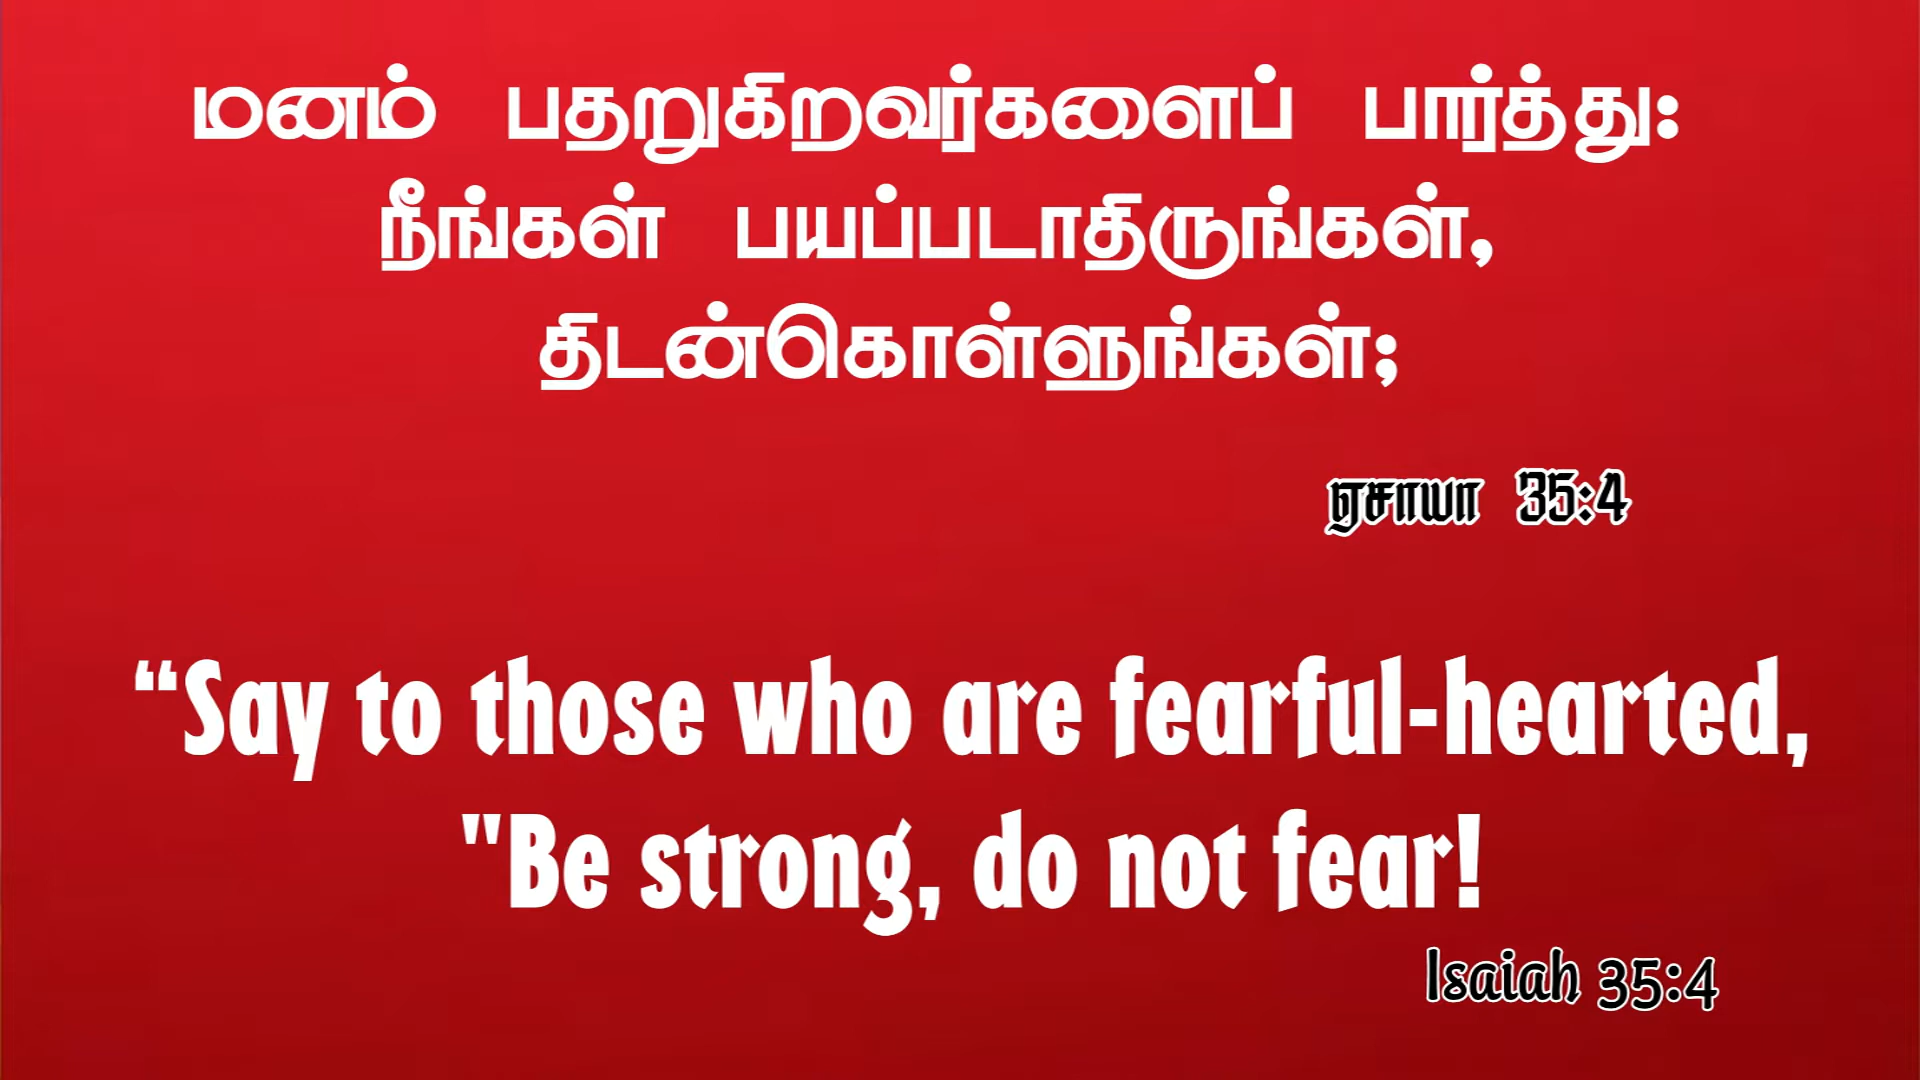 மனம் பதறுகிறவர்களைப் பார்த்து:
நீங்கள் பயப்படாதிருங்கள்,
திடன்கொள்ளுங்கள்;
ஏசாயா 35:4
“Say to those who are fearful-hearted,
"Be strong, do not fear!
Isaiah 35:4